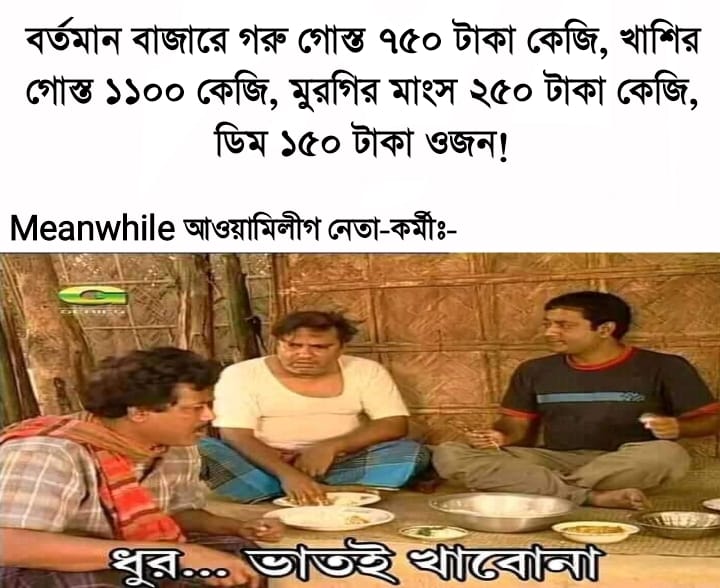 বর্তমান বাজারে গরু গোস্ত ৭৫০ টাকা কেজি, খাশির
গোস্ত ১১০০ কেজি, মুরগির মাংস ২৫০ টাকা কেজি,
ডিম ১৫০ টাকা ওজন!
Meanwhile আওয়ামিলীগ নেতা-কর্মীঃ-
ধুর... ভাতই খাবোনা